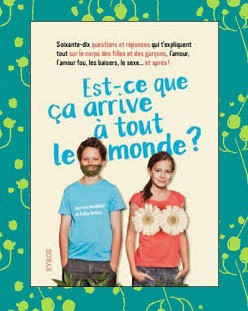 Soixante-dix questions et réponses qui t'expliquent
tout sur le corps des filles et des garçons, l'amour,
l'amour fou, les baisers, le sexe... et après !
Est-ce que
ça arrive
à tout
le monde ?
SYROS